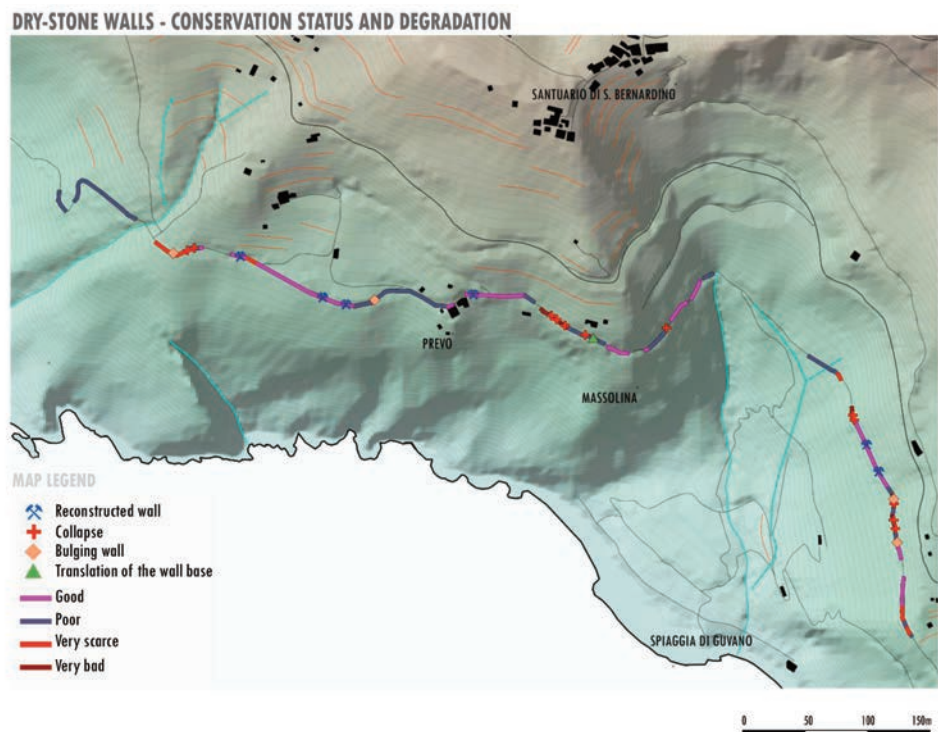 DRY-STONE WALLS - CONSERVATION STATUS AND DEGRADATION
SANTUARIO DI S. BERNARDINO
PREVO
MASSOLINA
SPIAGGIA DI GUVANO
MAP LEGEND
Reconstructed wall
Collapse
Bulging wall
Translation of the wall base
Good
Poor
Very scarce
Very bad
0 50 100 150m